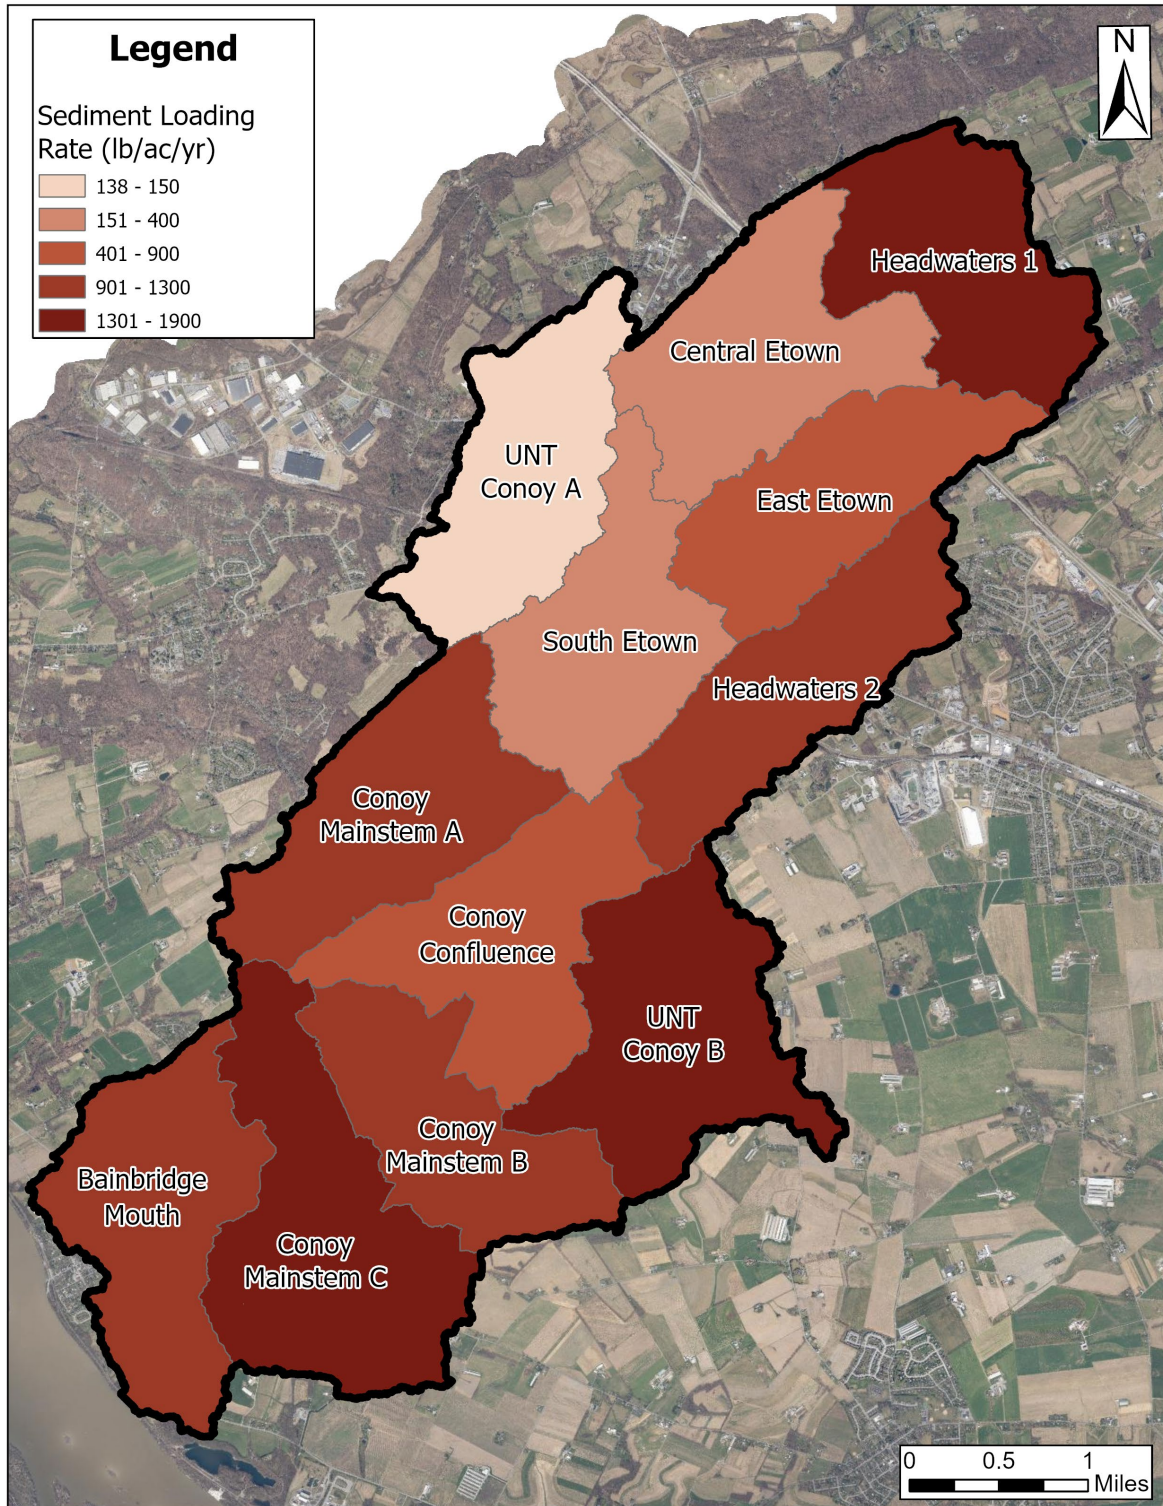 Legend
Sediment Loading
Rate (lb/ac/yr)
138 - 150
151 - 400
401 - 900
901 - 1300
1301 - 1900
N
Headwaters 1
Central Etown
UNT
Conoy A
East Etown
South Etown
Headwaters 2
Conoy
Mainstem A
Conoy
Confluence
UNT
Conoy B
Conoy
Mainstem B
Bainbridge
Mouth
Conoy
Mainstem C
0 0.5 1
Miles